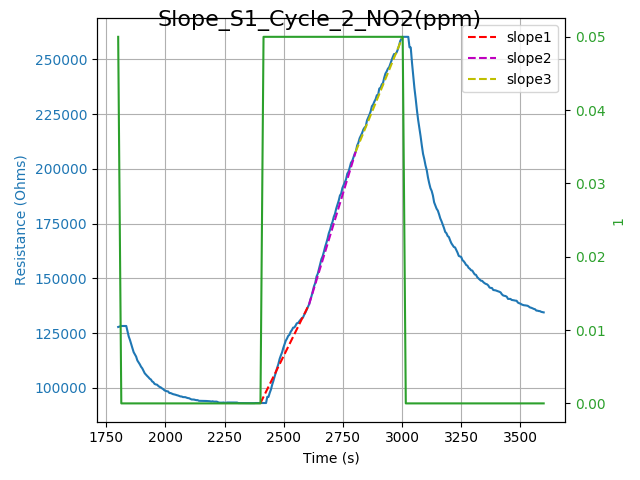 Slope_S1_Cycle_2_NO2(ppm)
slope1
slope2
slope3
250000
225000
200000
175000
150000
125000
100000
Resistance (Ohms)
0.05
0.04
0.03
0.02
0.01
0.00
1
1750 2000 2250 2500 2750 3000 3250 3500
Time (s)